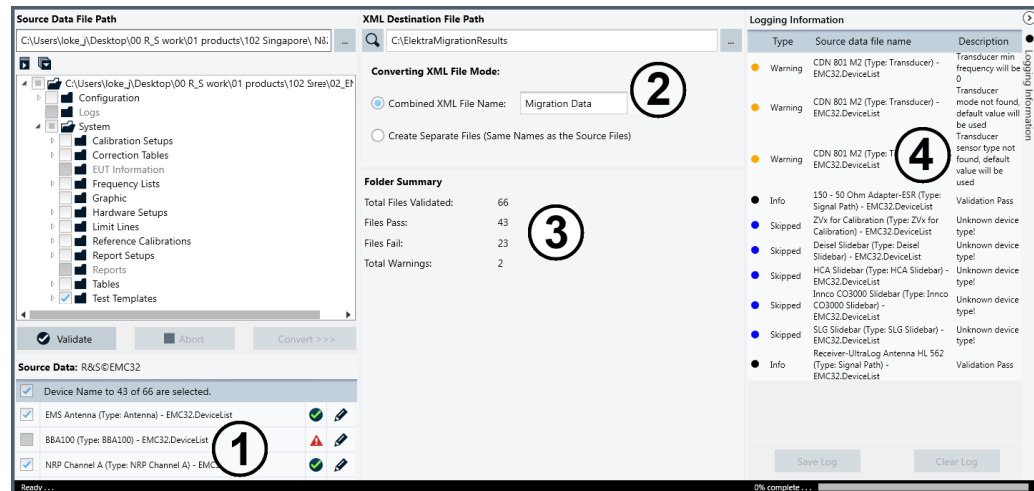 Source Data File Path
C:\Users\loke_j\Desktop\00 R_S work\01 products\102 Singapore\
...
C:\Users\loke_j\Desktop\00 R_S work\01 products\102 Sıree\02_EM
Configuration
Logs
System
Calibration Setups
Correction Tables
EUT Information
Frequency Lists
Graphic
Hardware Setups
Limit Lines
Reference Calibrations
Report Setups
Reports
Tables
Test Templates
Validate
Abort
Convert >>>
Source Data: R&S©EMC32
Device Name to 43 of 66 are selected.
EMS Antenna (Type: Antenna) - EMC32.DeviceList
BBA100 (Type: BBA100) - EMC32.DeviceList
NRP Channel A (Type: NRP Channel A) -
1
Ready . . .
XML Destination File Path
C:\ElektraMigrationResults
...
Converting XML File Mode:
Combined XML File Name:
Migration Data
2
Create Separate Files (Same Names as the Source Files)
Folder Summary
Total Files Validated: 66
Files Pass: 43
Files Fail: 23
Total Warnings: 2
3
Logging Information
Type Source data file name Description
Warning
CDN 801 M2 (Type: Transducer) -
EMC32.DeviceList
Transducer min
frequency will be
0
Warning
CDN 801 M2 (Type: Transducer) -
EMC32.DeviceList
Transducer
mode not found,
default value will
be used
Warning
CDN 801 M2 (Type:
EMC32.DeviceList
4
Transducer
sensor type not
found, default
value will be
used
Info
150 - 50 Ohm Adapter-ESR (Type:
Signal Path) - EMC32.DeviceList
Validation Pass
Skipped
ZVx for Calibration (Type: ZVx for
Calibration) - EMC32.DeviceList
Unknown device
type!
Skipped
Deisel Slidebar (Type: Deisel
Slidebar) - EMC32.DeviceList
Unknown device
type!
Skipped
HCA Slidebar (Type: HCA Slidebar) -
EMC32.DeviceList
Unknown device
type!
Skipped
Innco CO3000 Slidebar (Type: Innco
CO3000 Slidebar) -
EMC32.DeviceList
Unknown device
type!
Skipped
SLG Slidebar (Type: SLG Slidebar) -
EMC32.DeviceList
Unknown device
type!
Info
Receiver-UltraLog Antenna HL 562
(Type: Signal Path) -
EMC32.DeviceList
Validation Pass
Save Log
Clear Log
0% complete . . .
Logging Information